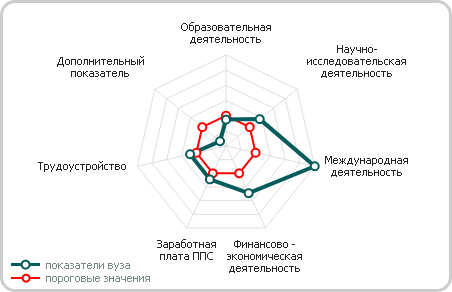 Образовательная
деятельность
Научно-
исследовательская
деятельность
Дополнительный
показатель
Международная
деятельность
Трудоустройство
Заработная
плата ППС
Финансово -
экономическая
деятельность
показатели вуза
пороговые значения